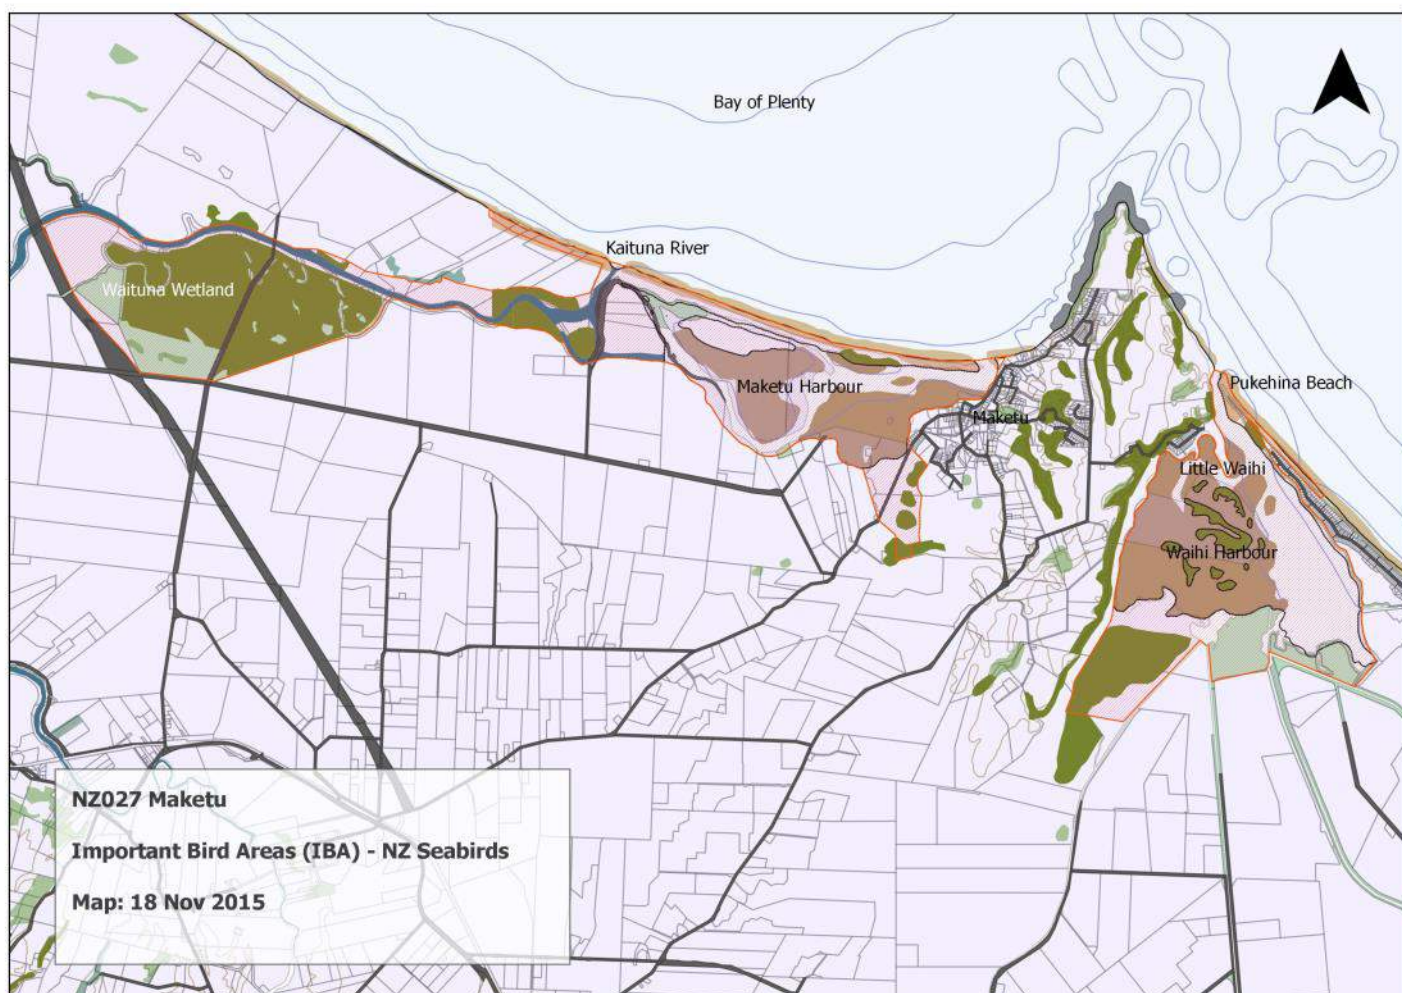 Bay of Plenty
Kaituna River
Waituna Wetland
Maketu Harbour
Pukehina Beach
Maketu
Little Waihi
Waihi Harbour
NZ027 Maketu
Important Bird Areas (IBA) - NZ Seabirds
Map: 18 Nov 2015